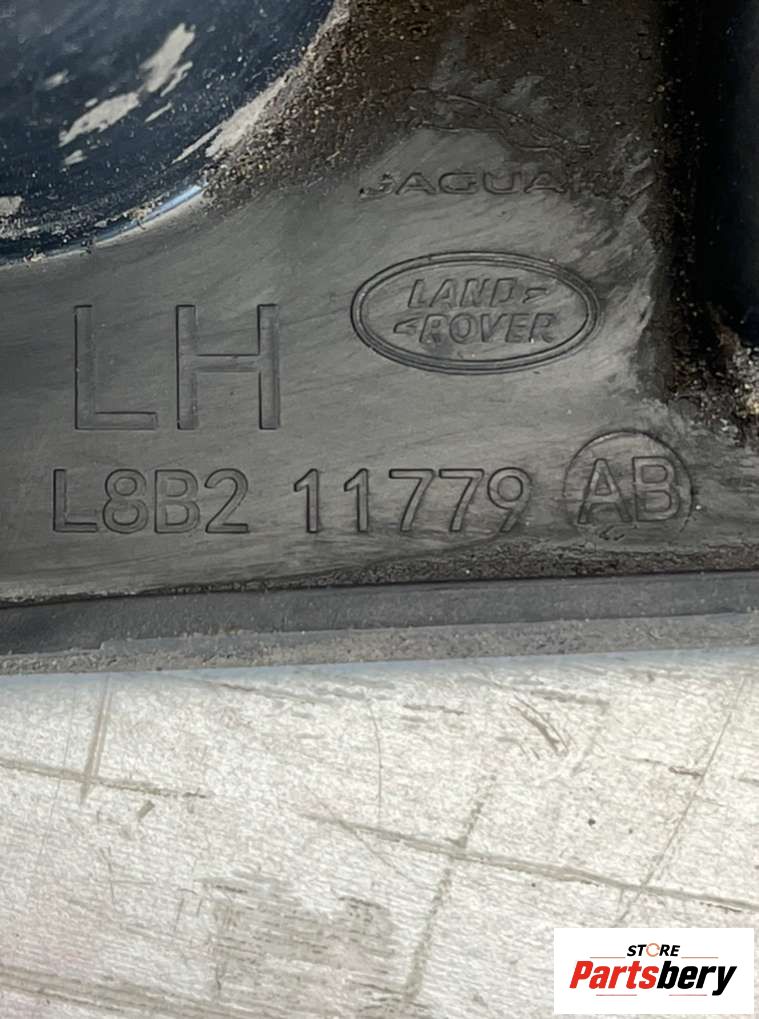 JAGUAR
LAND
ROVER
LH
L8B2 11779 AB
STORE
Partsbery